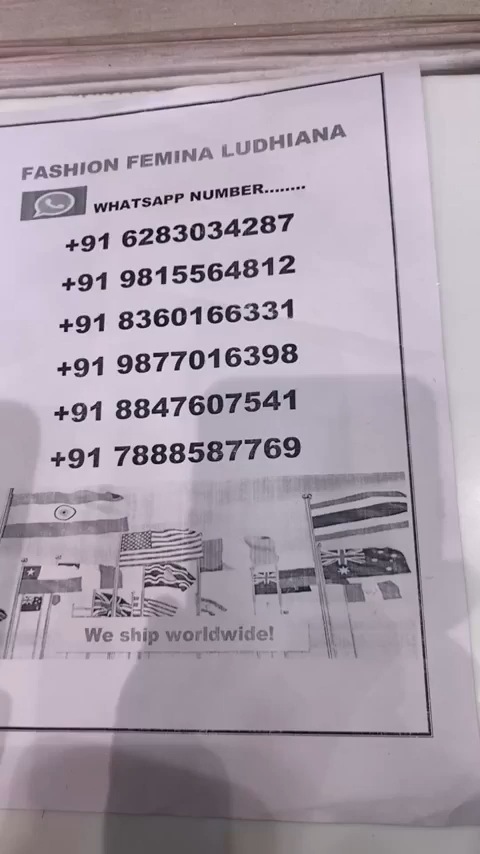 FASHION FEMINA LUDHIANA
WHATSAPP NUMBER........
+91 6283034287
+91 9815564812
+91 8360166331
+91 9877016398
+91 8847607541
+91 7888587769
We ship worldwide!